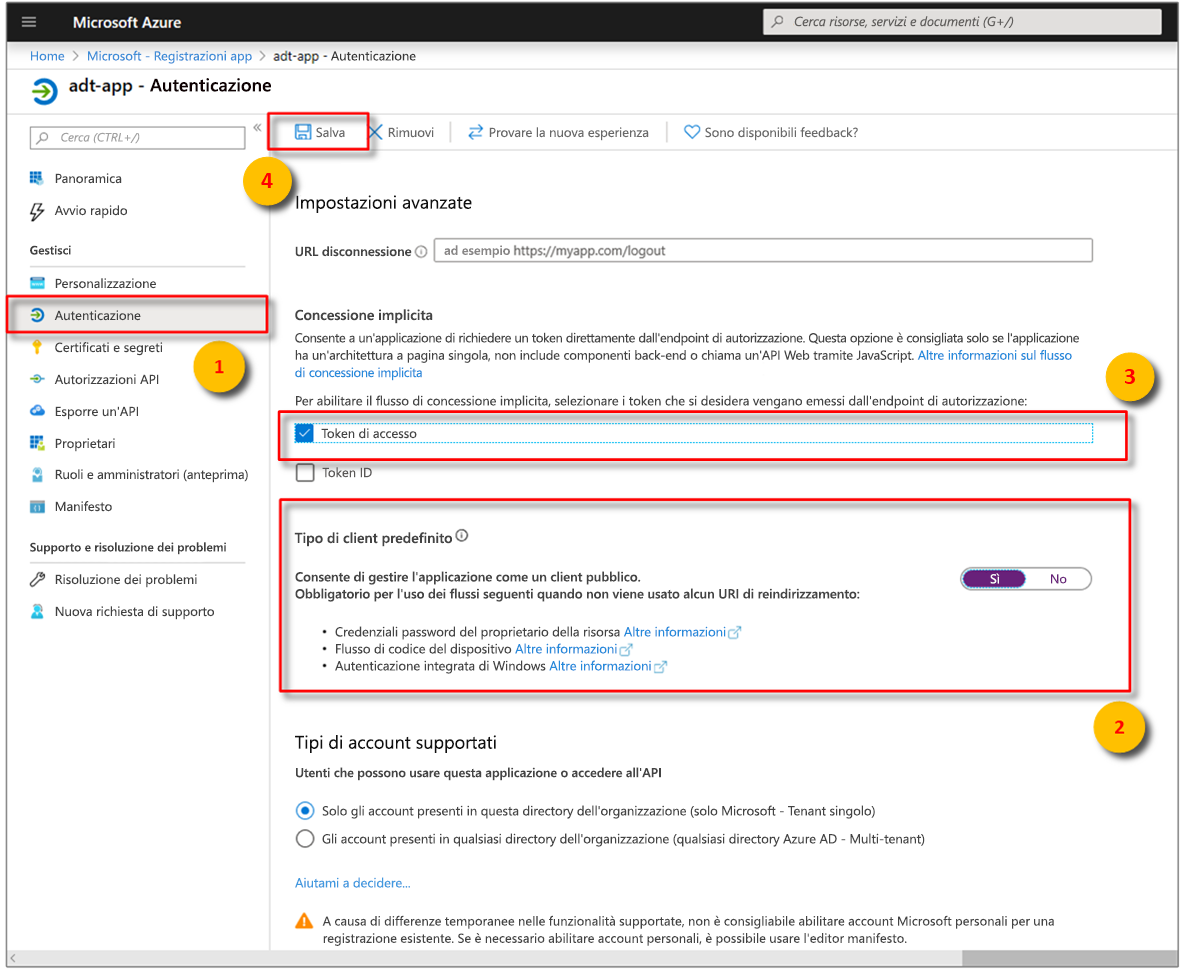 Microsoft Azure
Cerca risorse, servizi e documenti (G+/)
Home > Microsoft - Registrazioni app > adt-app - Autenticazione
adt-app - Autenticazione
Cerca (CTRL+/)
«
Panoramica
Avvio rapido
Gestisci
Personalizzazione
Autenticazione
1
Certificati e segreti
Autorizzazioni API
Esporre un'API
Proprietari
Ruoli e amministratori (anteprima)
Manifesto
Supporto e risoluzione dei problemi
Risoluzione dei problemi
Nuova richiesta di supporto
Salva
Rimuovi
Provare la nuova esperienza
Sono disponibili feedback?
4
Impostazioni avanzate
URL disconnessione
ad esempio https://myapp.com/logout
Concessione implicita
Consente a un'applicazione di richiedere un token direttamente dall'endpoint di autorizzazione. Questa opzione è consigliata solo se l'applicazione
ha un'architettura a pagina singola, non include componenti back-end o chiama un'API Web tramite JavaScript. Altre informazioni sul flusso
di concessione implicita
3
Per abilitare il flusso di concessione implicita, selezionare i token che si desidera vengano emessi dall'endpoint di autorizzazione:
Token di accesso
Token ID
Tipo di client predefinito
Consente di gestire l'applicazione come un client pubblico.
Sì No
Obbligatorio per l'uso dei flussi seguenti quando non viene usato alcun URI di reindirizzamento:
• Credenziali password del proprietario della risorsa Altre informazioni
• Flusso di codice del dispositivo Altre informazioni
• Autenticazione integrata di Windows Altre informazioni
2
Tipi di account supportati
Utenti che possono usare questa applicazione o accedere all'API
Solo gli account presenti in questa directory dell'organizzazione (solo Microsoft - Tenant singolo)
Gli account presenti in qualsiasi directory dell'organizzazione (qualsiasi directory Azure AD - Multi-tenant)
Aiutami a decidere...
A causa di differenze temporanee nelle funzionalità supportate, non è consigliabile abilitare account Microsoft personali per una
registrazione esistente. Se è necessario abilitare account personali, è possibile usare l'editor manifesto.